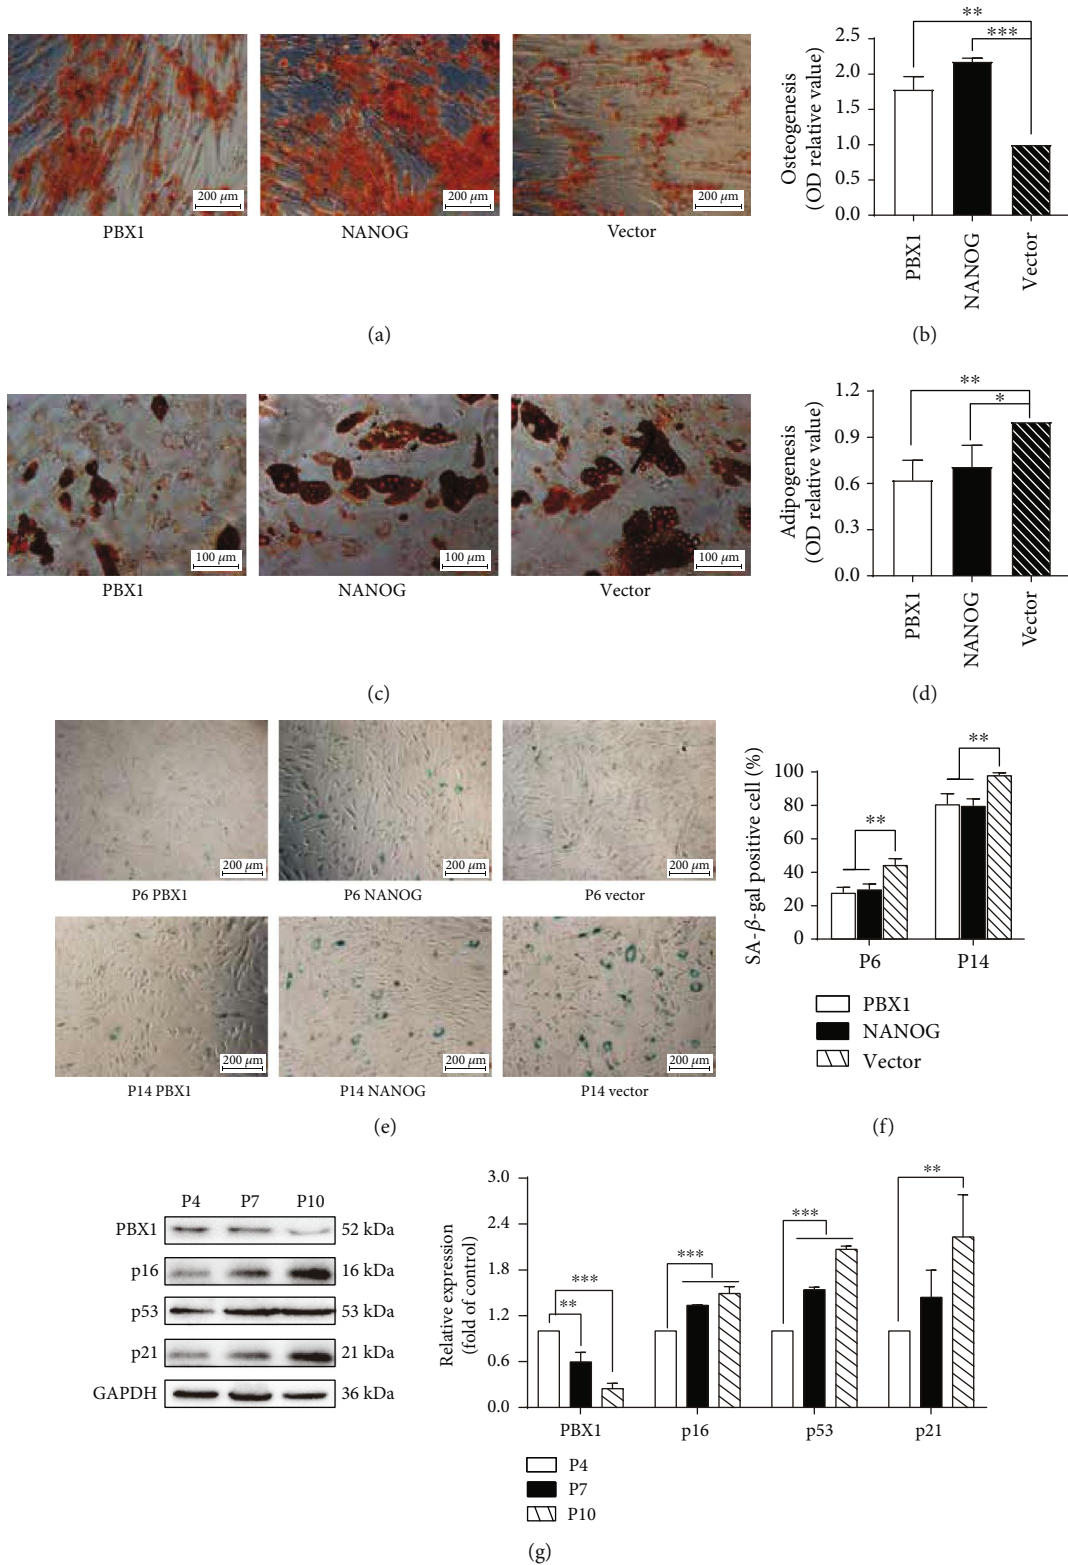 200 μm
200 μm
200 μm
PBX1
NANOG
Vector
(a)
**
***
Osteogenesis
(OD relative value)
2.5
2.0
1.5
1.0
0.5
0.0
PBX1
NANOG
Vector
(b)
100 μm
100 μm
100 μm
PBX1
NANOG
Vector
(c)
**
*
Adipogenesis
(OD relative value)
1.2
0.9
0.6
0.3
0.0
PBX1
NANOG
Vector
(d)
200 μm
200 μm
200 μm
P6 PBX1
P6 NANOG
P6 vector
200 μm
200 μm
200 μm
P14 PBX1
P14 NANOG
P14 vector
(e)
**
**
SA-β-gal positive cell (%)
100
80
60
40
20
0
P6
P14
PBX1
NANOG
Vector
(f)
P4 P7 P10
PBX1 52 kDa
p16 16 kDa
p53 53 kDa
p21 21 kDa
GAPDH 36 kDa
Relative expression
(fold of control)
3.0
2.4
1.8
1.2
0.6
0.0
**
***
***
***
**
PBX1
p16
p53
p21
P4
P7
P10
(g)